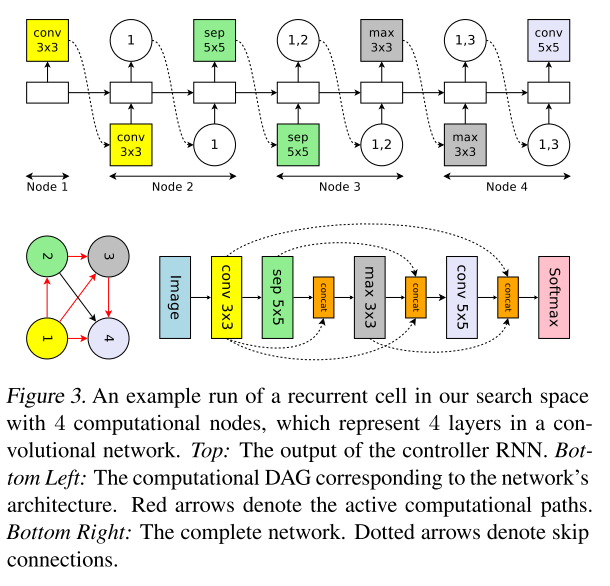 conv
3x3
1
sep
5x5
1,2
max
3x3
1,3
conv
5x5
conv
3x3
1
sep
5x5
1,2
max
3x3
1,3
Node 1
Node 2
Node 3
Node 4
2
3
1
4
Image
conv 3x3
sep 5x5
concat
max 3x3
concat
conv 5x5
concat
Softmax
Figure 3. An example run of a recurrent cell in our search space
with 4 computational nodes, which represent 4 layers in a con-
volutional network. Top: The output of the controller RNN. Bot-
tom Left: The computational DAG corresponding to the network's
architecture. Red arrows denote the active computational paths.
Bottom Right: The complete network. Dotted arrows denote skip
connections.